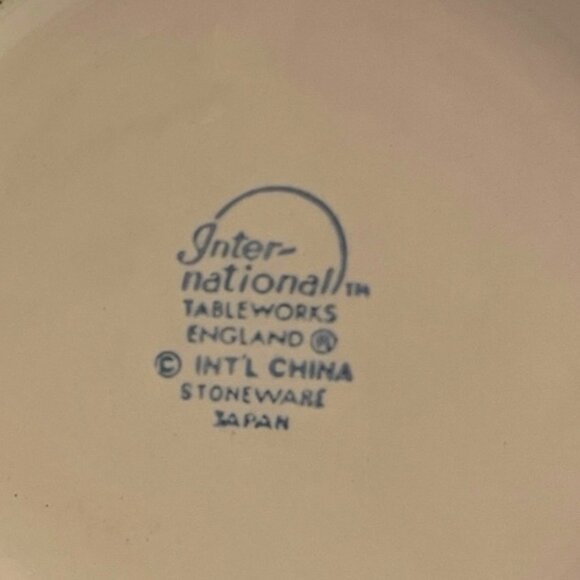 Inter-
national™
TABLEWORKS
ENGLAND ®
© INT'L CHINA
STONEWARE
JAPAN